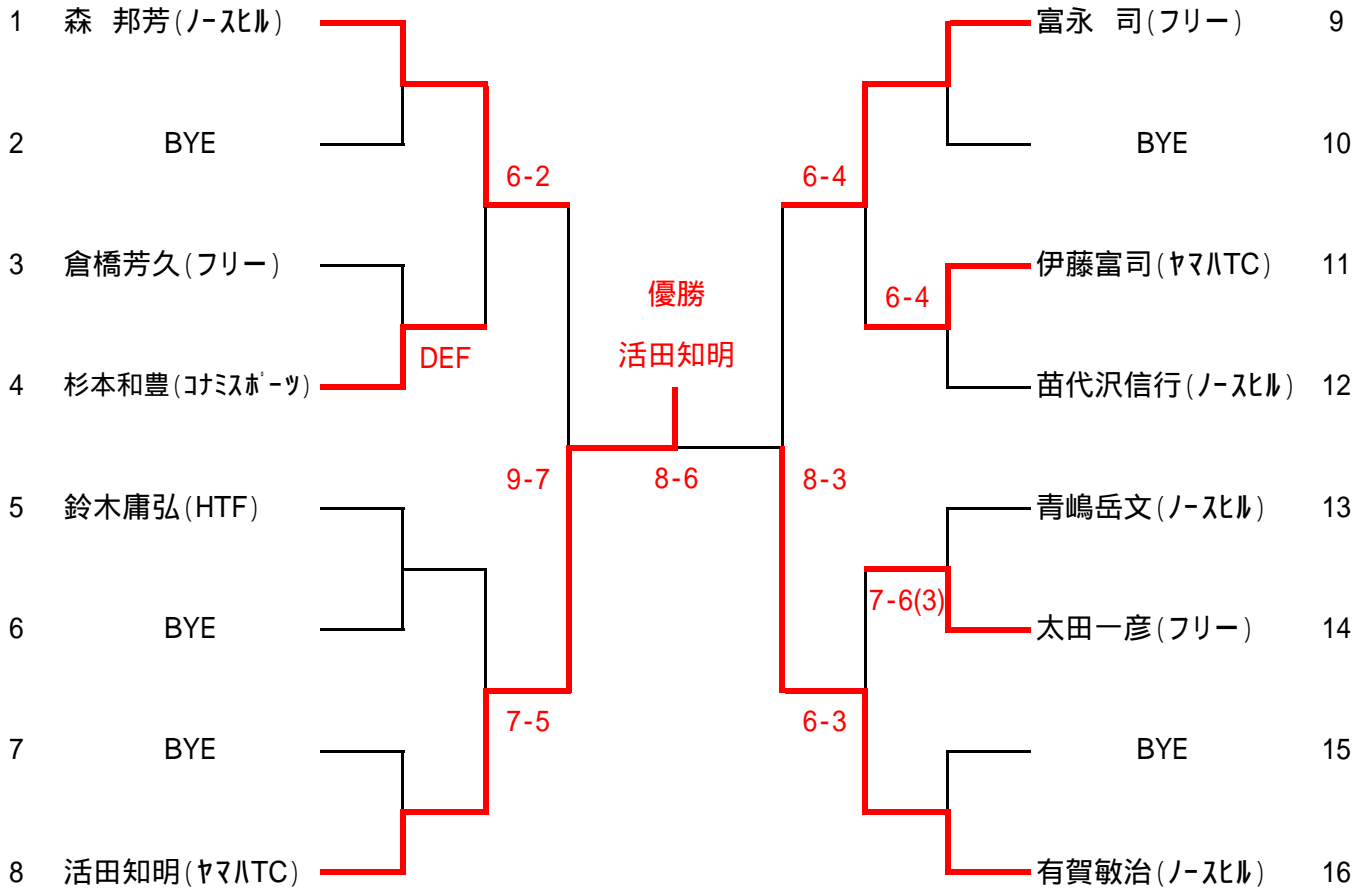 1 森 邦芳(ﾉｰｽﾋﾙ)
2 BYE
6-2
3 倉橋芳久(フリー)
DEF
4 杉本和豊(ｺﾅﾐｽﾎﾟｰﾂ)
9-7
5 鈴木庸弘(HTF)
6 BYE
7-5
7 BYE
8 活田知明(ﾔﾏﾊTC)
優勝
活田知明
8-6
富永 司(フリー) 9
BYE 10
6-4
伊藤富司(ﾔﾏﾊTC) 11
6-4
苗代沢信行(ﾉｰｽﾋﾙ) 12
8-3
青嶋岳文(ﾉｰｽﾋﾙ) 13
7-6(3)
太田一彦(フリー) 14
6-3
BYE 15
有賀敏治(ﾉｰｽﾋﾙ) 16